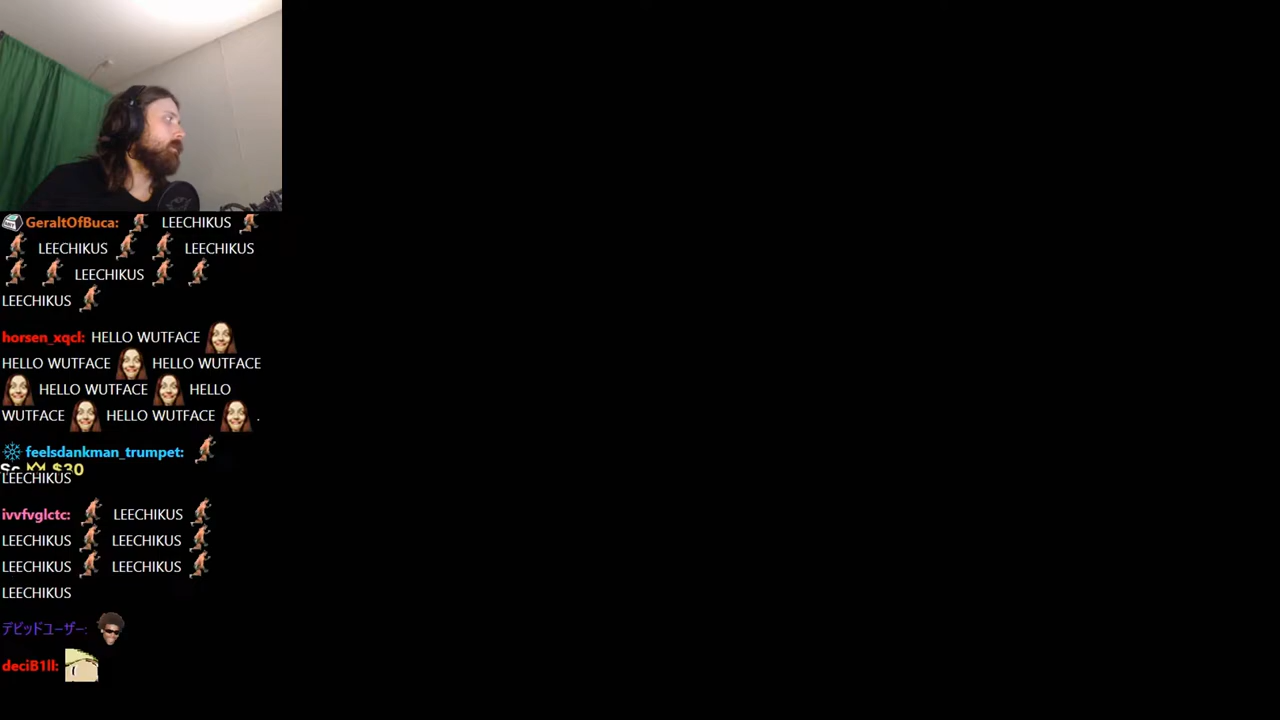 GeraltOfBuca: LEECHIKUS
LEECHIKUS LEECHIKUS
LEECHIKUS
LEECHIKUS
horsen_xqcl: HELLO WUTFACE
HELLO WUTFACE HELLO WUTFACE
HELLO WUTFACE HELLO
WUTFACE HELLO WUTFACE .
feelsdankman_trumpet:
$30
LEECHIKUS
ivvfvglctc: LEECHIKUS
LEECHIKUS LEECHIKUS
LEECHIKUS LEECHIKUS
LEECHIKUS
デビッドユーザー:
deciB1ll: